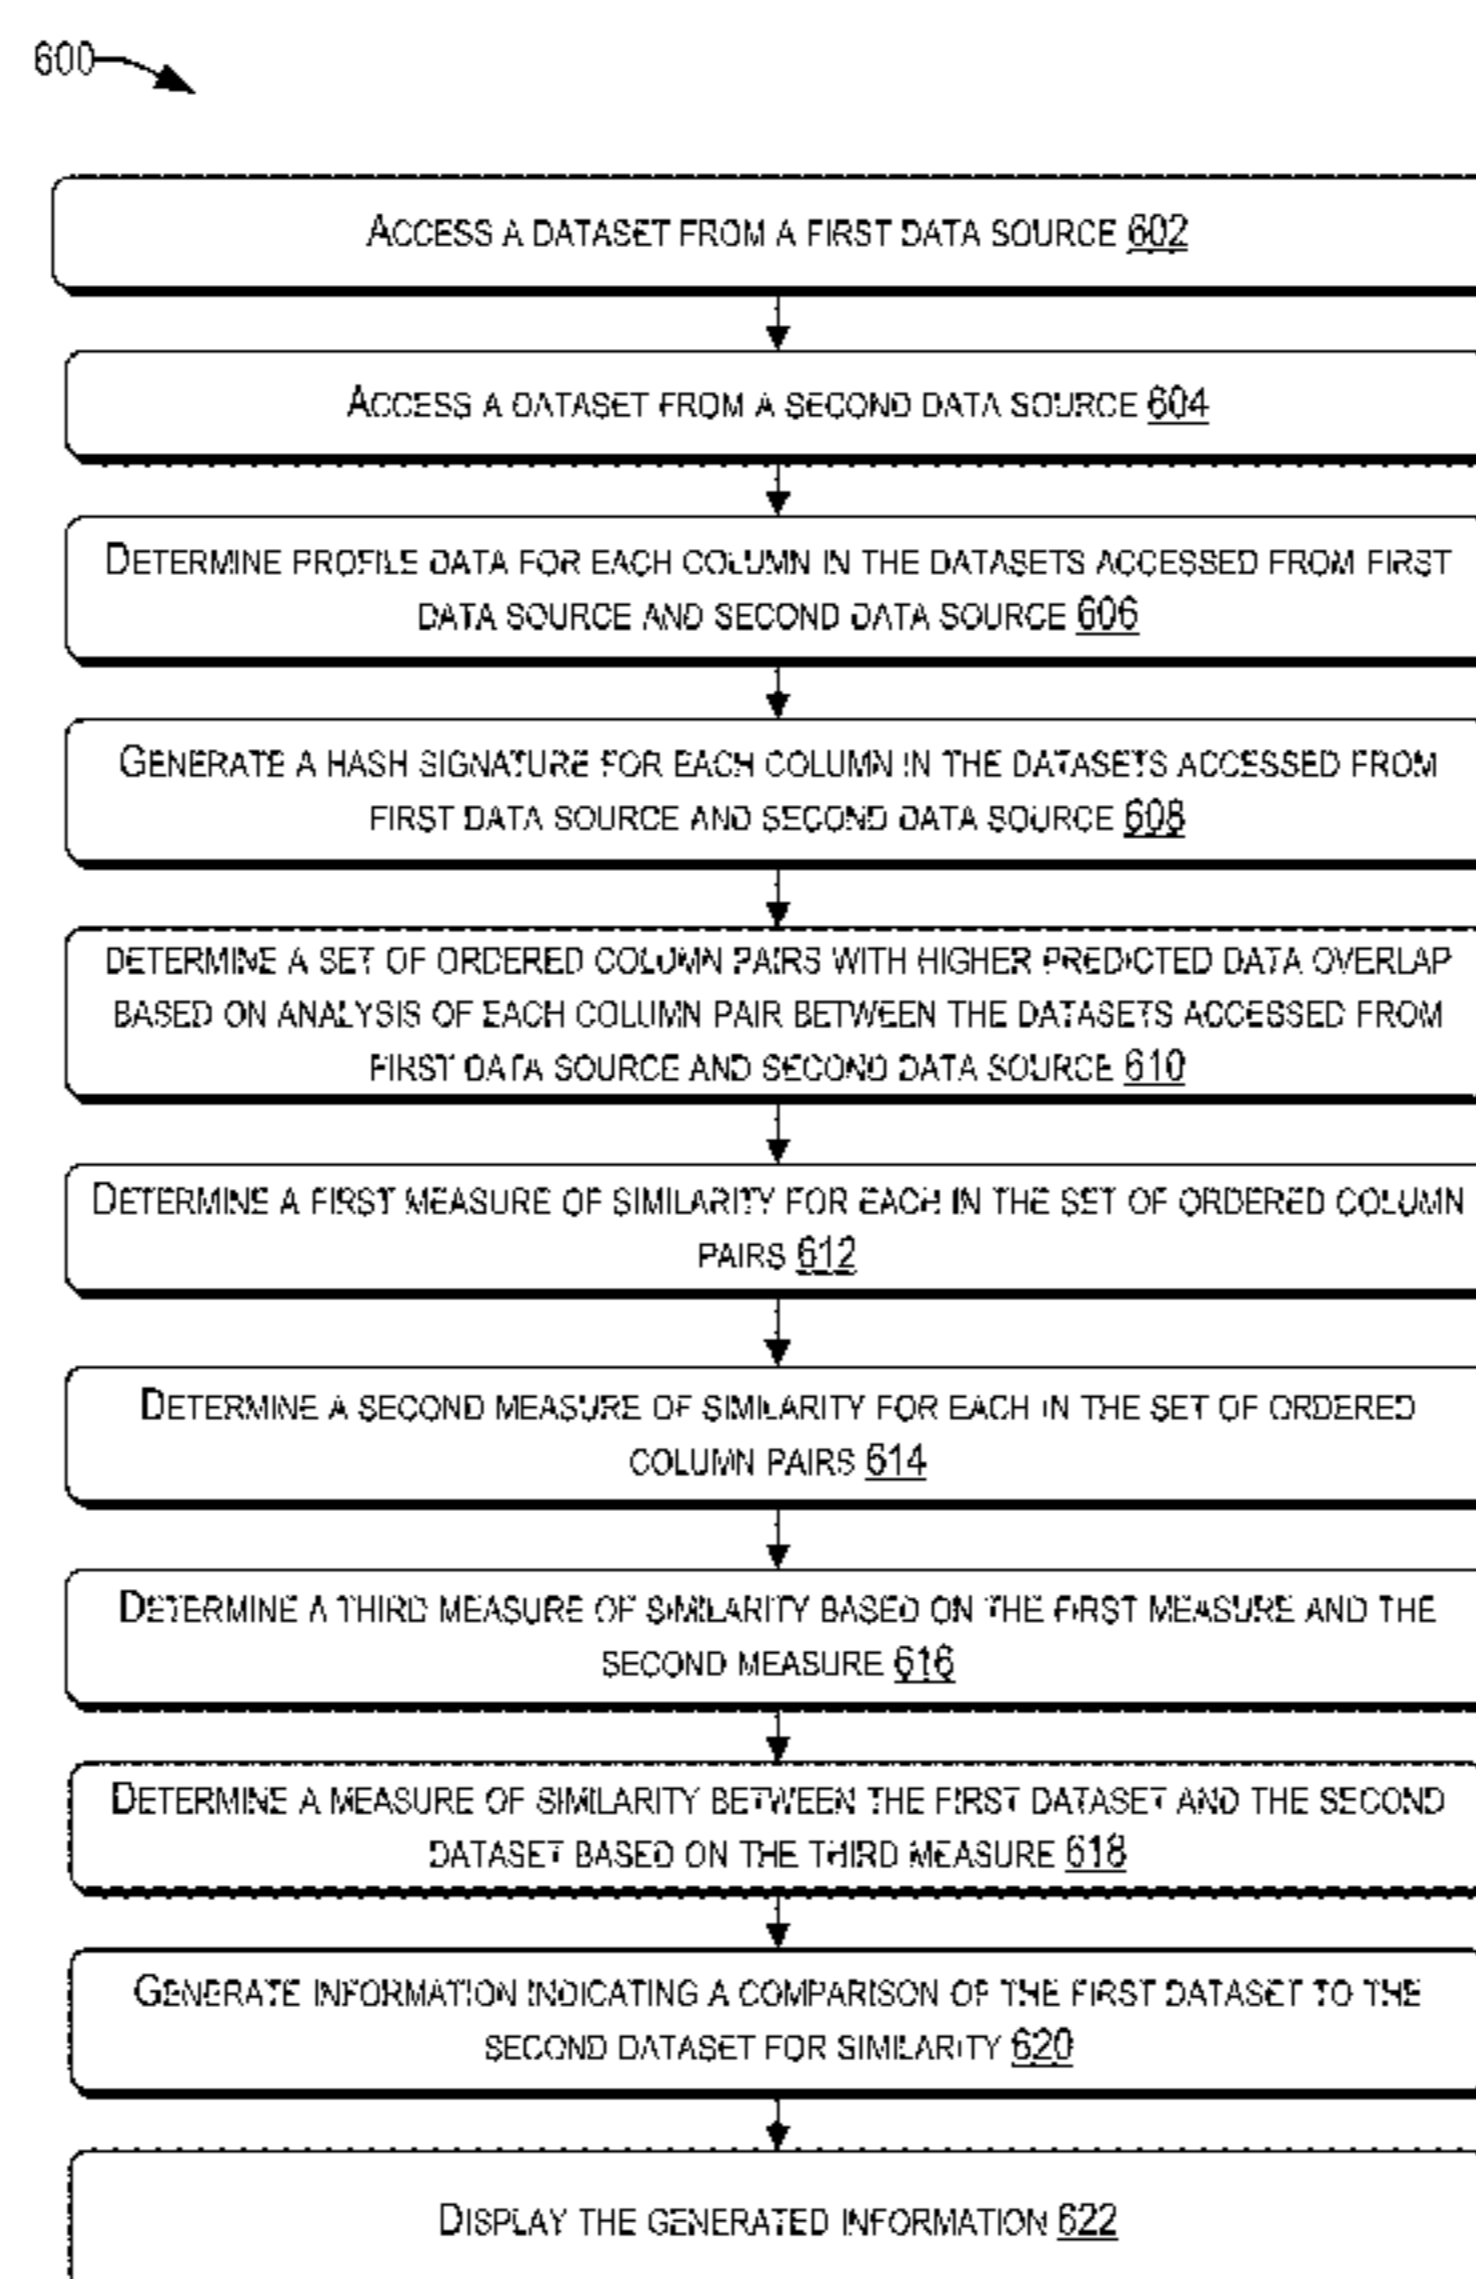 600
ACCESS A DATASET FROM A FIRST DATA SOURCE 602
ACCESS A DATASET FROM A SECOND DATA SOURCE 604
DETERMINE PROFILE DATA FOR EACH COLUMN IN THE DATASETS ACCESSED FROM FIRST
DATA SOURCE AND SECOND DATA SOURCE 606
GENERATE A HASH SIGNATURE FOR EACH COLUMN IN THE DATASETS ACCESSED FROM
FIRST DATA SOURCE AND SECOND DATA SOURCE 608
DETERMINE A SET OF ORDERED COLUMN PAIRS WITH HIGHER PREDICTED DATA OVERLAP
BASED ON ANALYSIS OF EACH COLUMN PAIR BETWEEN THE DATASETS ACCESSED FROM
FIRST DATA SOURCE AND SECOND DATA SOURCE 610
DETERMINE A FIRST MEASURE OF SIMILARITY FOR EACH IN THE SET OF ORDERED COLUMN
PAIRS 612
DETERMINE A SECOND MEASURE OF SIMILARITY FOR EACH IN THE SET OF ORDERED
COLUMN PAIRS 614
DETERMINE A THIRD MEASURE OF SIMILARITY BASED ON THE FIRST MEASURE AND THE
SECOND MEASURE 616
DETERMINE A MEASURE OF SIMILARITY BETWEEN THE FIRST DATASET AND THE SECOND
DATASET BASED ON THE THIRD MEASURE 618
GENERATE INFORMATION INDICATING A COMPARISON OF THE FIRST DATASET TO THE
SECOND DATASET FOR SIMILARITY 620
DISPLAY THE GENERATED INFORMATION 622